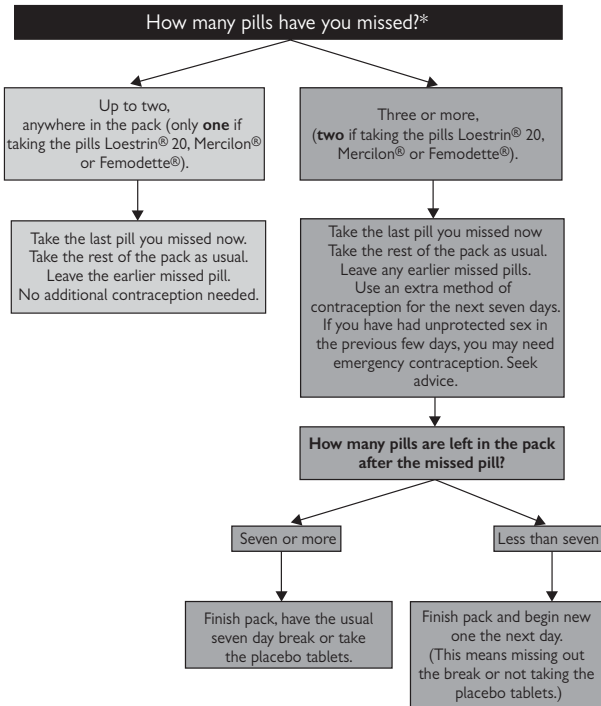 How many pills have you missed?*
Up to two,
anywhere in the pack (only one if
taking the pills Loestrin® 20, Mercilon®
or Femodette®).
Three or more,
(two if taking the pills Loestrin® 20,
Mercilon® or Femodette®).
Take the last pill you missed now.
Take the rest of the pack as usual.
Leave the earlier missed pill.
No additional contraception needed.
Take the last pill you missed now
Take the rest of the pack as usual.
Leave any earlier missed pills.
Use an extra method of
contraception for the next seven days.
If you have had unprotected sex in
the previous few days, you may need
emergency contraception. Seek
advice.
How many pills are left in the pack
after the missed pill?
Seven or more
Less than seven
Finish pack, have the usual
seven day break or take
the placebo tablets.
Finish pack and begin new
one the next day.
(This means missing out
the break or not taking the
placebo tablets.)